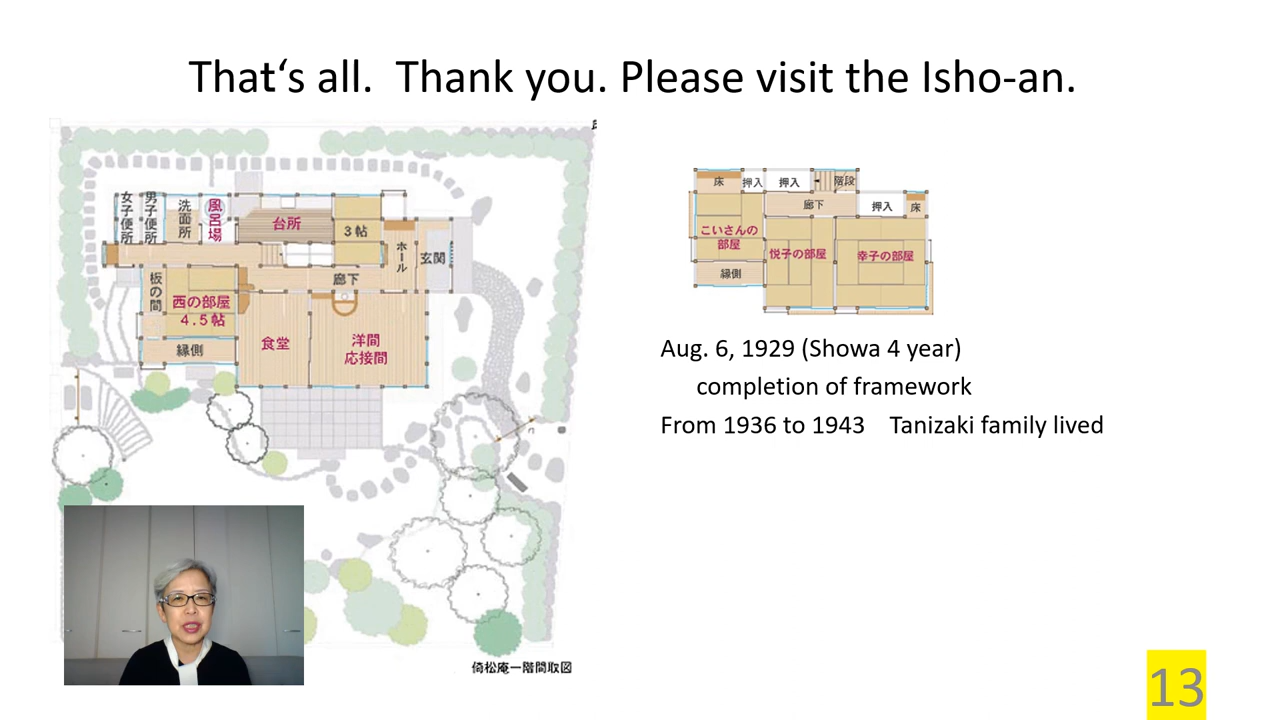 That‘s all.  Thank you. Please visit the Isho-an.
女子便所
男子便所
洗面所
風呂場
台所
3帖
ホール
玄関
廊下
板の間
西の部屋
4.5帖
縁側
食堂
洋間
応接間
倚松庵一階間取図
床
押入
押入
階段
廊下
押入
床
こいさんの
部屋
悦子の部屋
幸子の部屋
縁側
Aug. 6, 1929 (Showa 4 year)
completion of framework
From 1936 to 1943    Tanizaki family lived
13